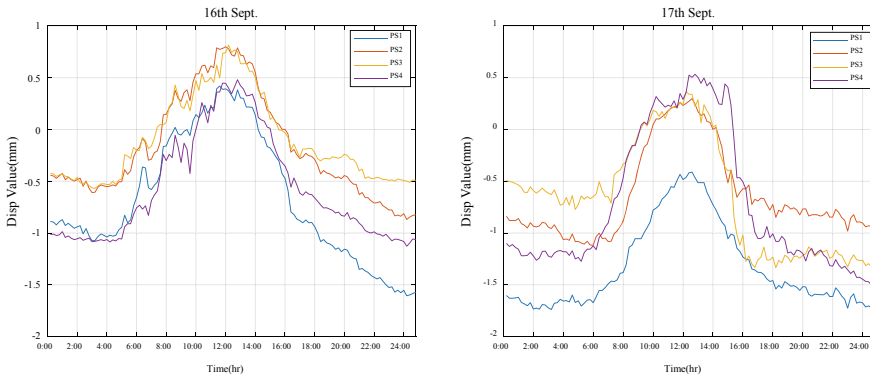 16th Sept.
1
0.5
0
-0.5
-1
-1.5
-2
Disp Value(mm)
PS1
PS2
PS3
PS4
0:00 2:00 4:00 6:00 8:00 10:00 12:00 14:00 16:00 18:00 20:00 22:00 24:00
Time(hr)
17th Sept.
1
0.5
0
-0.5
-1
-1.5
-2
Disp Value(mm)
PS1
PS2
PS3
PS4
0:00 2:00 4:00 6:00 8:00 10:00 12:00 14:00 16:00 18:00 20:00 22:00 24:00
Time(hr)